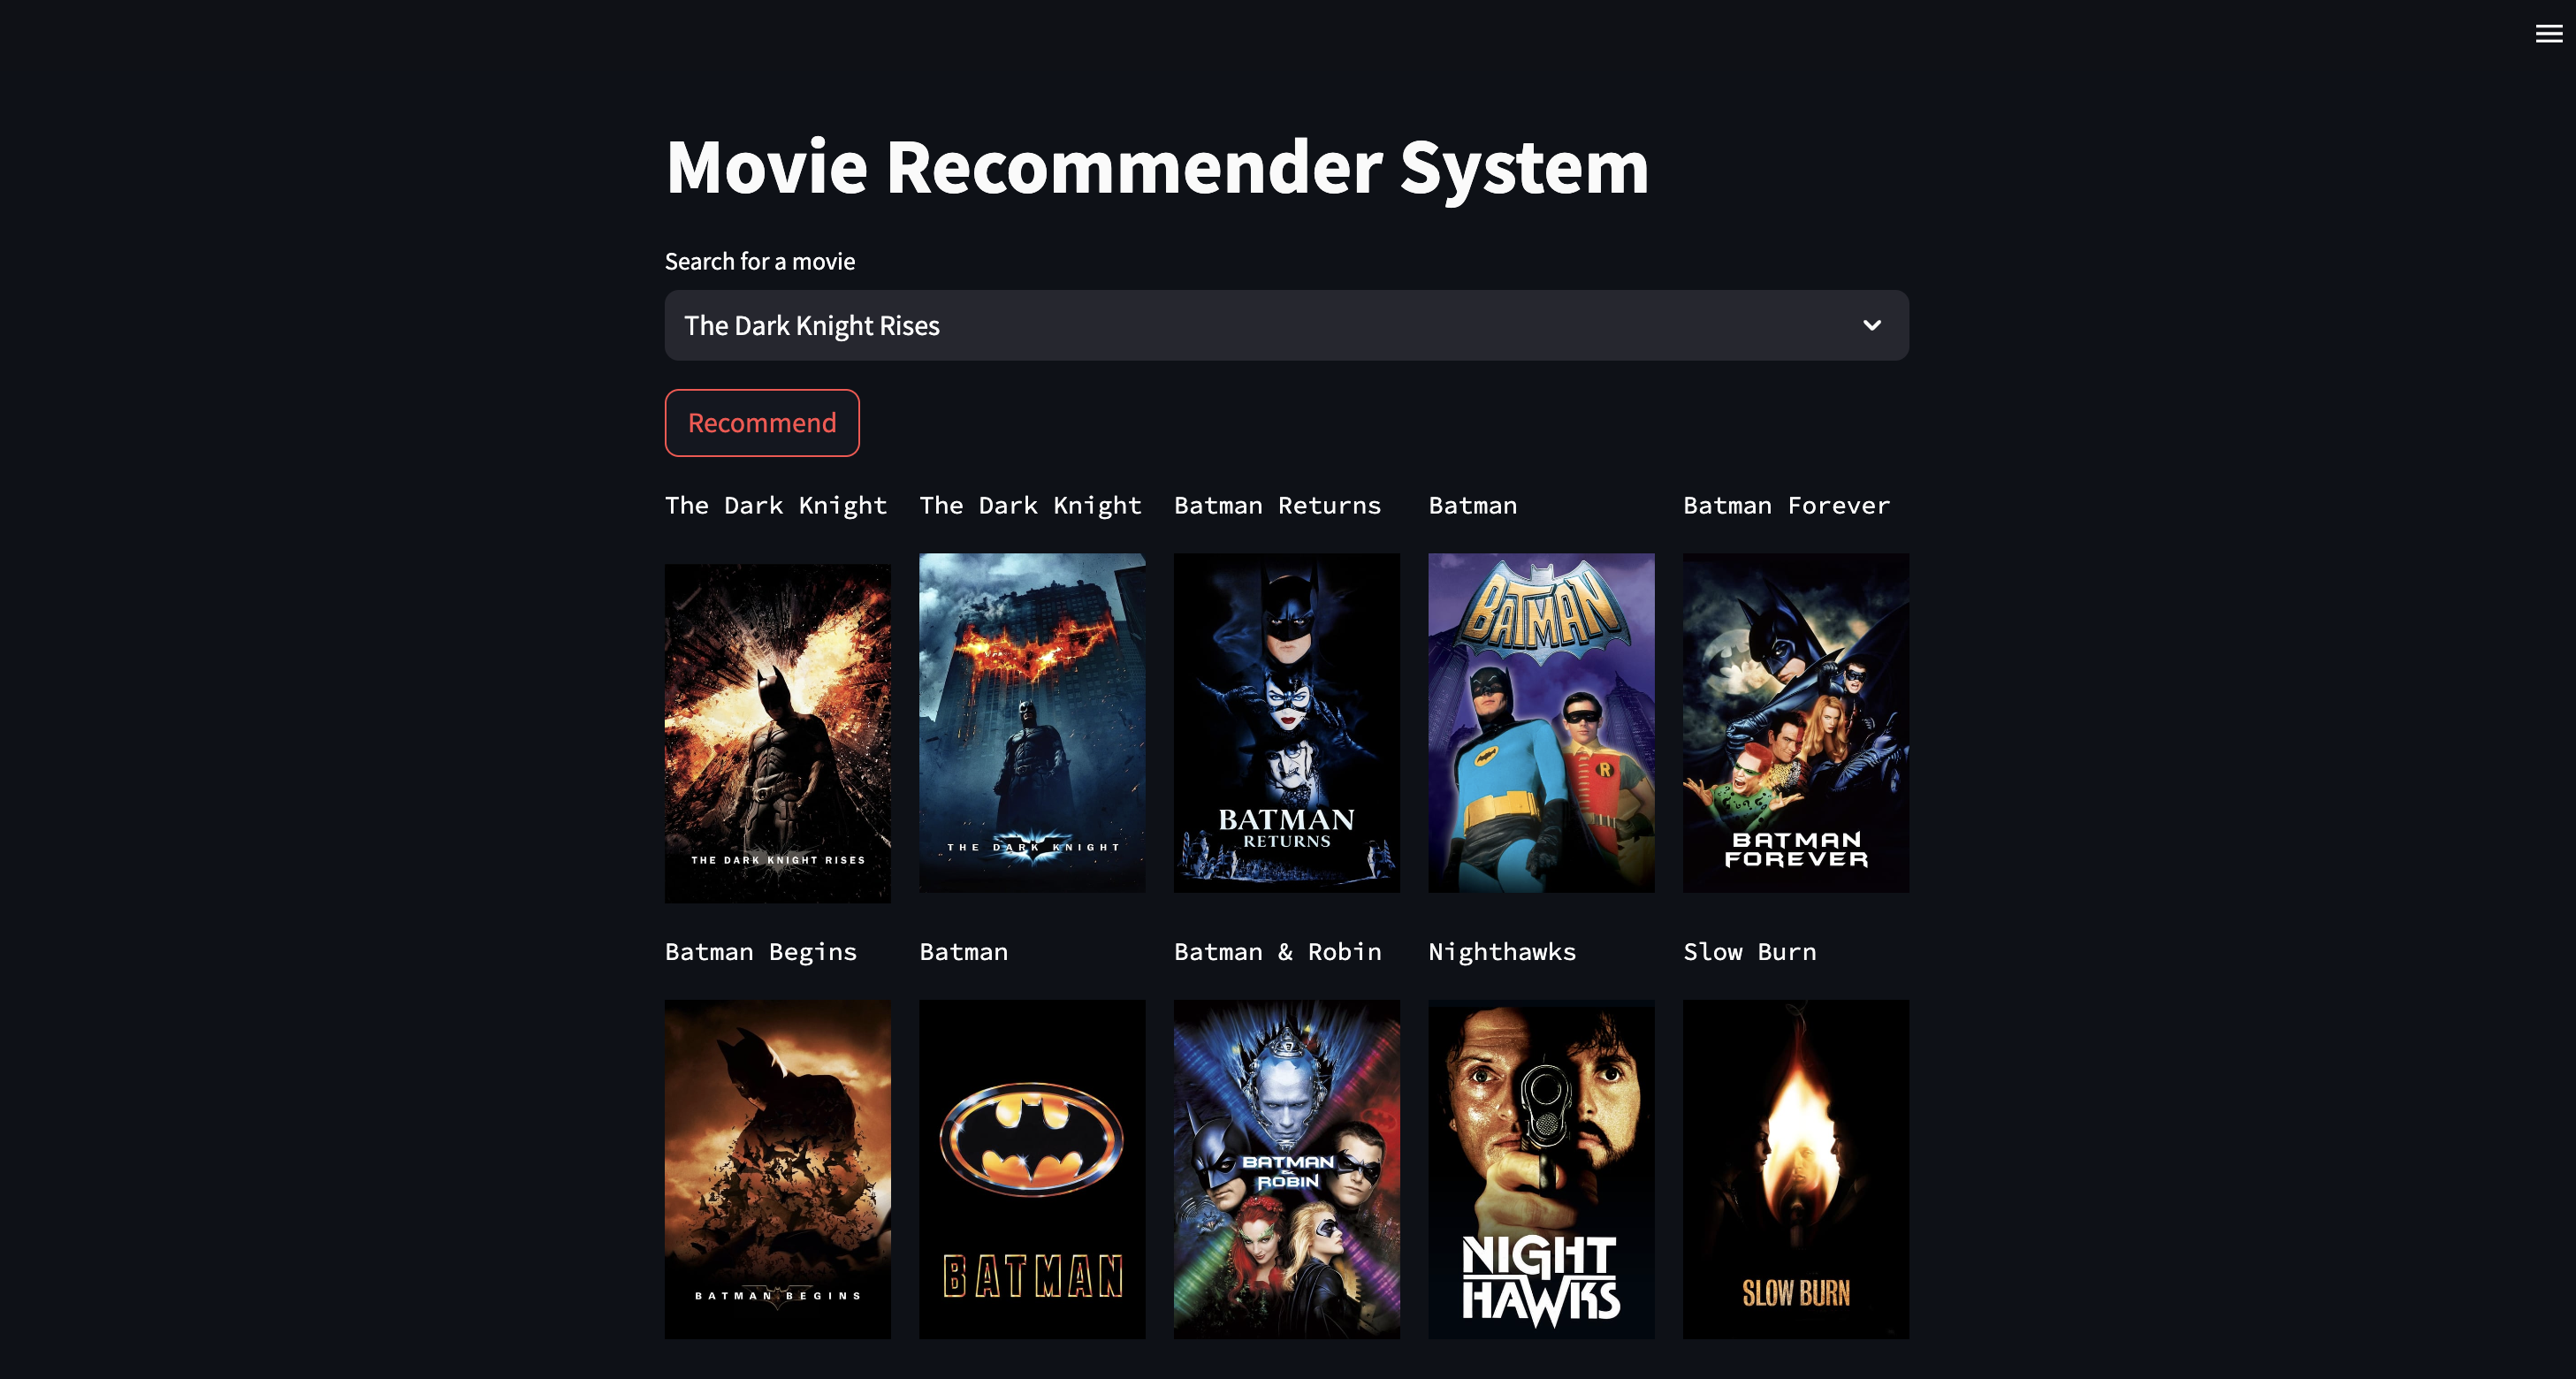 Movie Recommender System
Search for a movie
The Dark Knight Rises
Recommend
The Dark Knight
The Dark Knight
Batman Returns
Batman
Batman Forever
THE DARK KNIGHT RISES
THE DARK KNIGHT
BATMAN
RETURNS
BATMAN
R
BATMAN
FOREVER
Batman Begins
Batman
Batman & Robin
Nighthawks
Slow Burn
BATMAN BEGINS
BATMAN
BATMAN
&
ROBIN
NIGHT
HAWKS
SLOW BURN